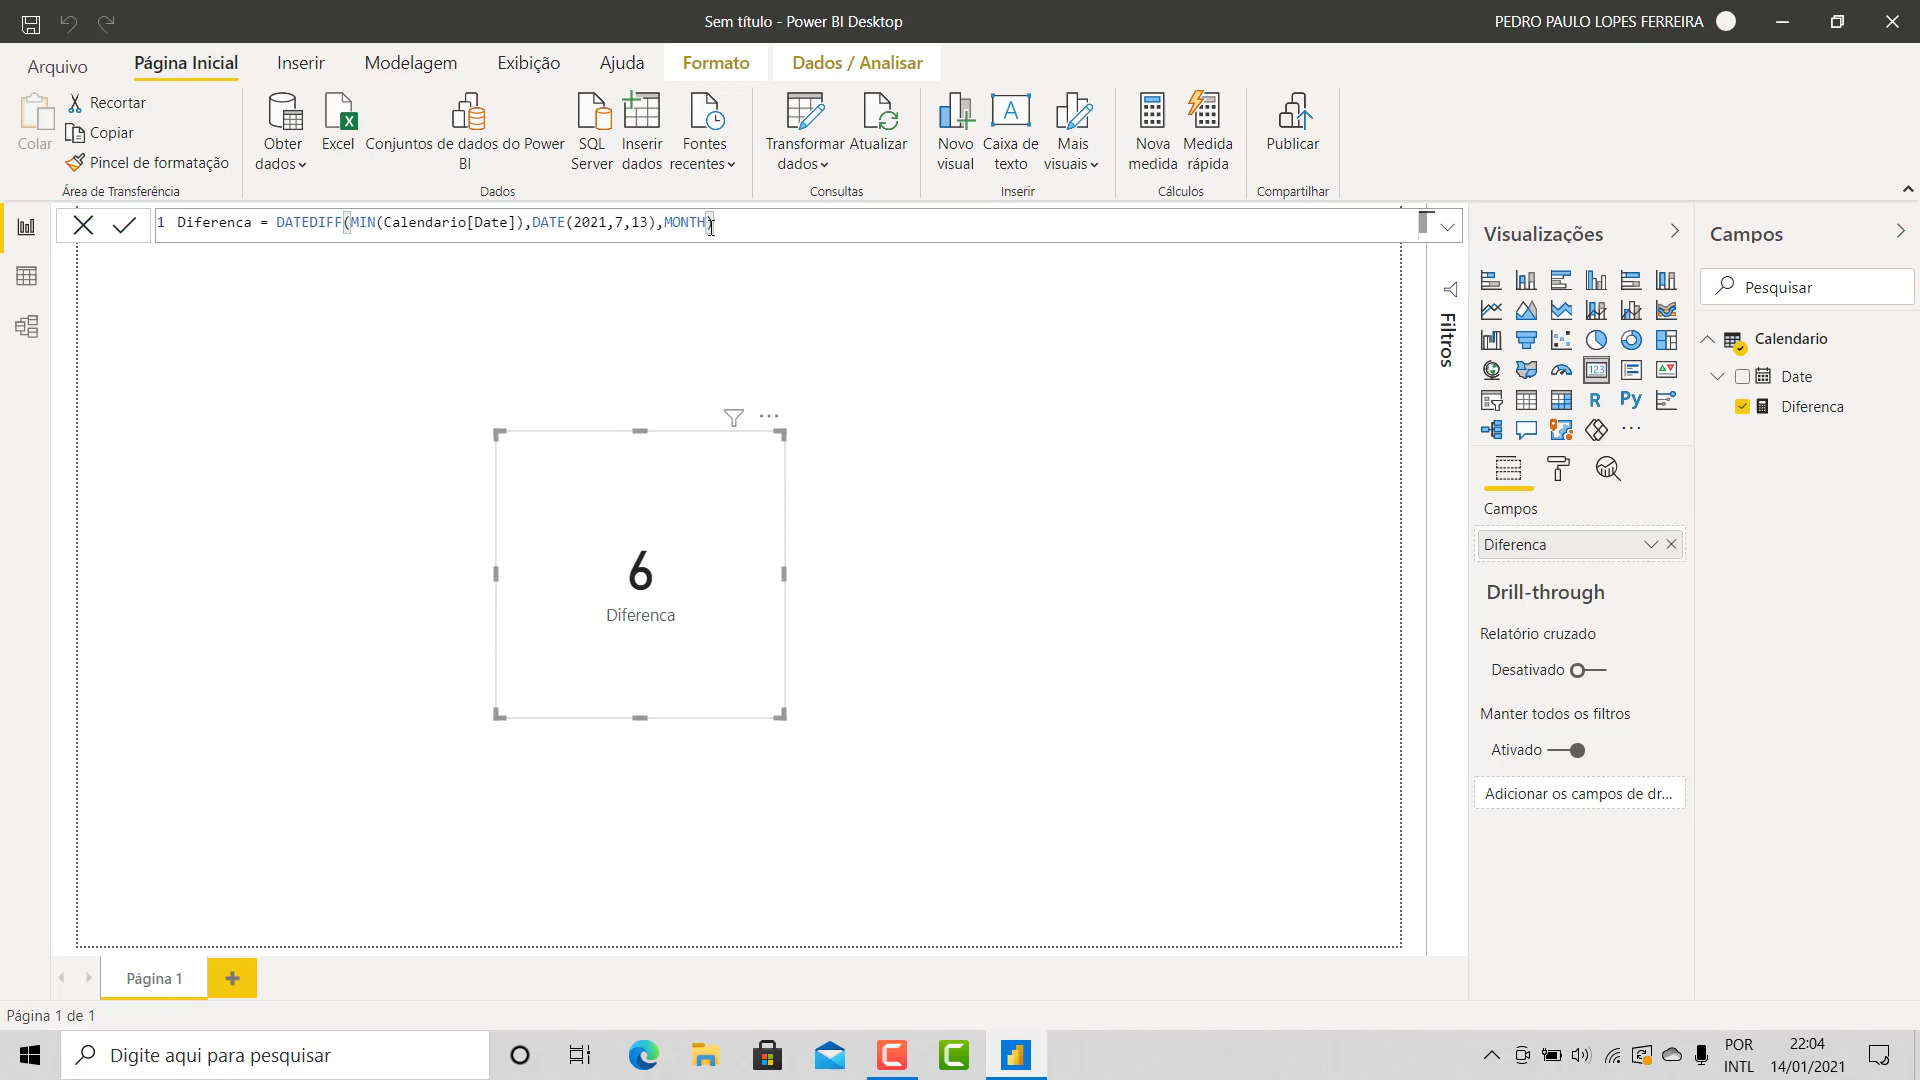 Sem título - Power BI Desktop
PEDRO PAULO LOPES FERREIRA
Arquivo
Página Inicial
Inserir
Modelagem
Exibição
Ajuda
Formato
Dados / Analisar
Colar
Recortar
Copiar
Pincel de formatação
Área de Transferência
Obter dados
Excel
Conjuntos de dados do Power BI
SQL Server
Inserir dados
Fontes recentes
Dados
Transformar dados
Atualizar
Consultas
Novo visual
Caixa de texto
Mais visuais
Inserir
Nova medida
Medida rápida
Cálculos
Publicar
Compartilhar
1 Diferenca = DATEDIFF(MIN(Calendario[Date]),DATE(2021,7,13),MONTH)
6
Diferenca
Filtros
Visualizações
R
Py
123
Campos
Diferenca
Drill-through
Relatório cruzado
Desativado
Manter todos os filtros
Ativado
Adicionar os campos de dr...
Campos
Pesquisar
Calendario
Date
Diferenca
Página 1
Página 1 de 1
Digite aqui para pesquisar
POR
INTL
22:04
14/01/2021